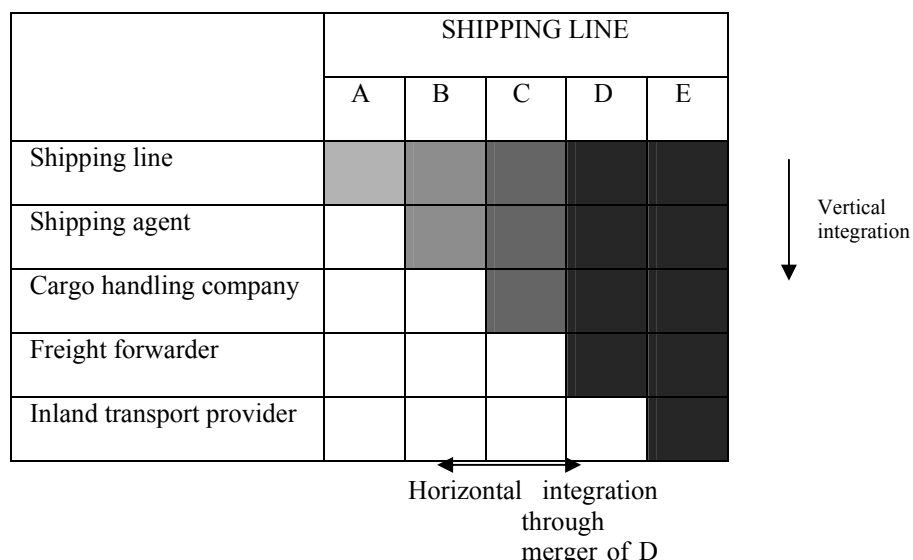 SHIPPING LINE
A B C D E
Shipping line
Shipping agent
Cargo handling company
Freight forwarder
Inland transport provider
Vertical
integration
Horizontal integration
through
merger of D